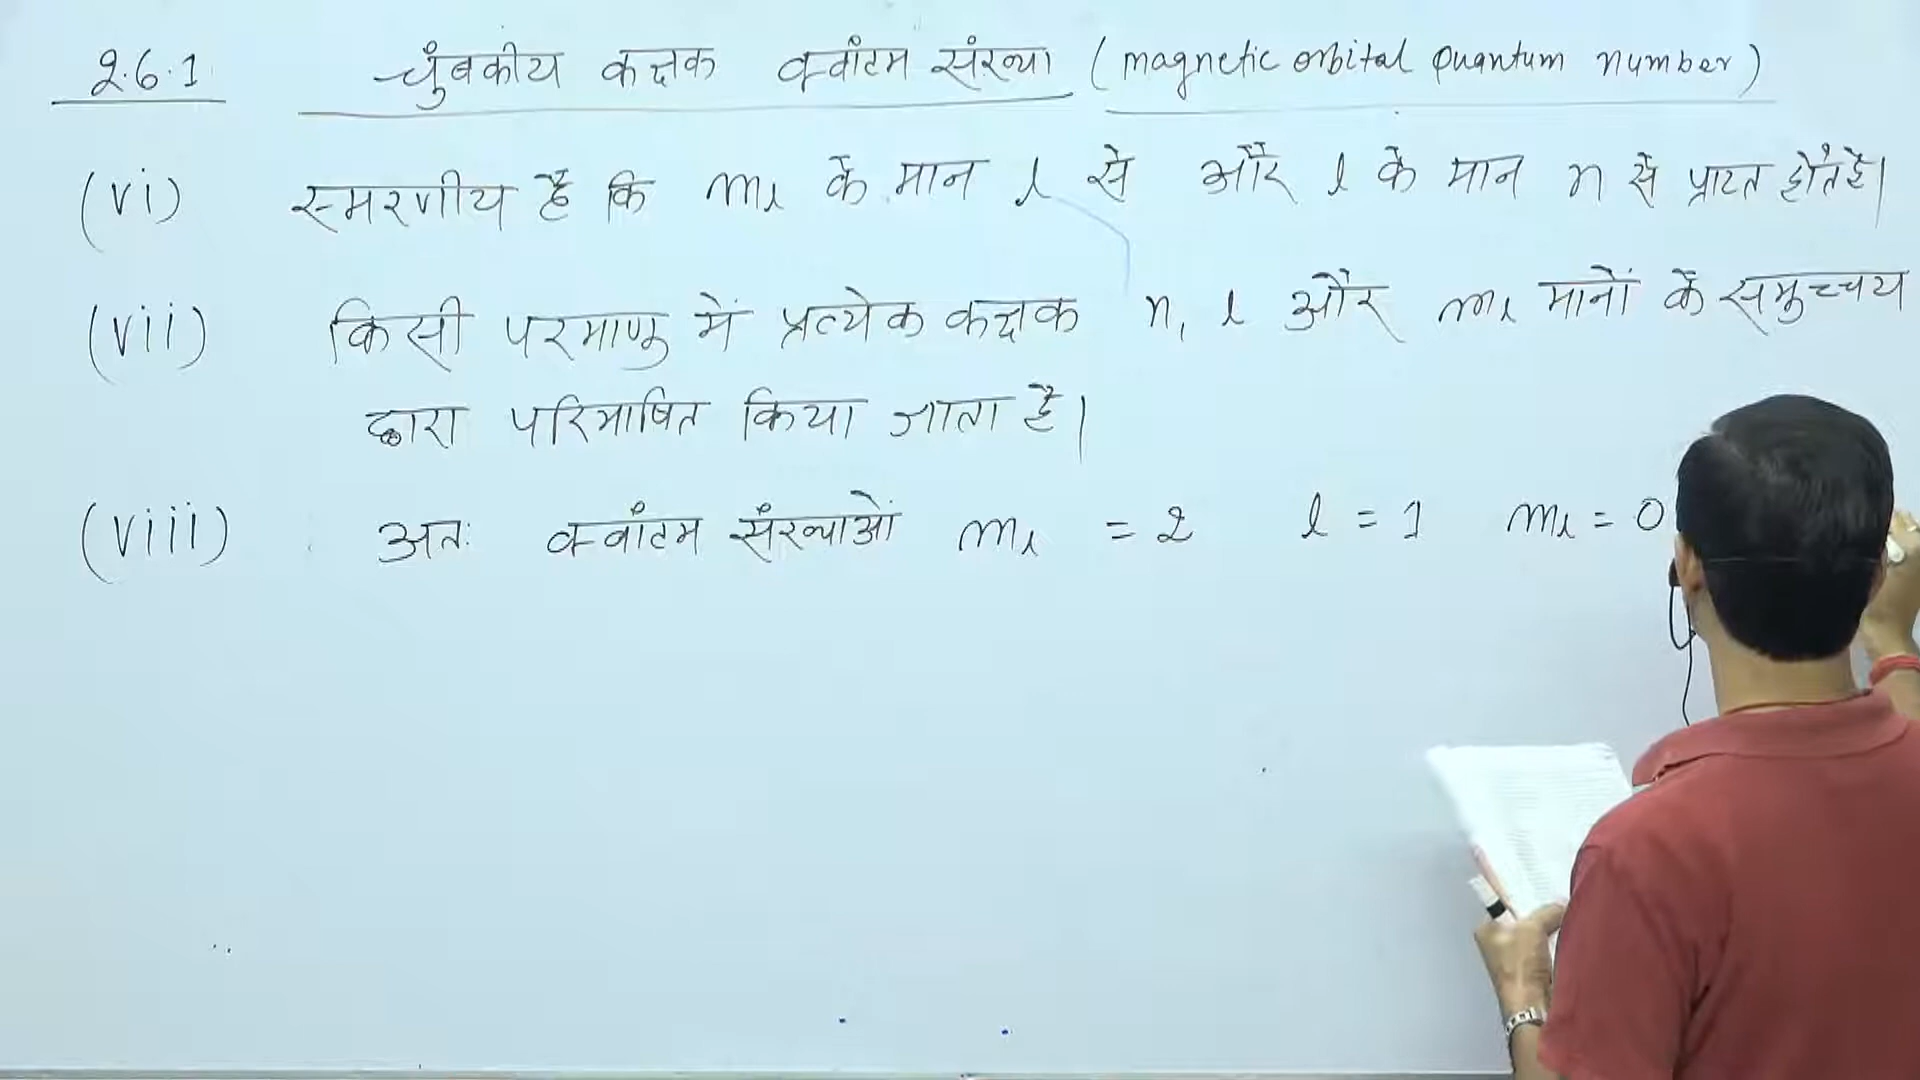 2.6.1 चुंबकीय कक्षक क्वांटम संख्या (magnetic orbital quantum number)
(vi) स्मरणीय है कि mₗ के मान l से और l के मान n से प्राप्त होते है।
(vii) किसी परमाणु में प्रत्येक कक्षक n, l और mₗ मानों के समुच्चय
द्वारा परिभाषित किया जाता है।
(viii) अतः क्वांटम संख्याओं mₗ = 2 l = 1 mₗ = 0